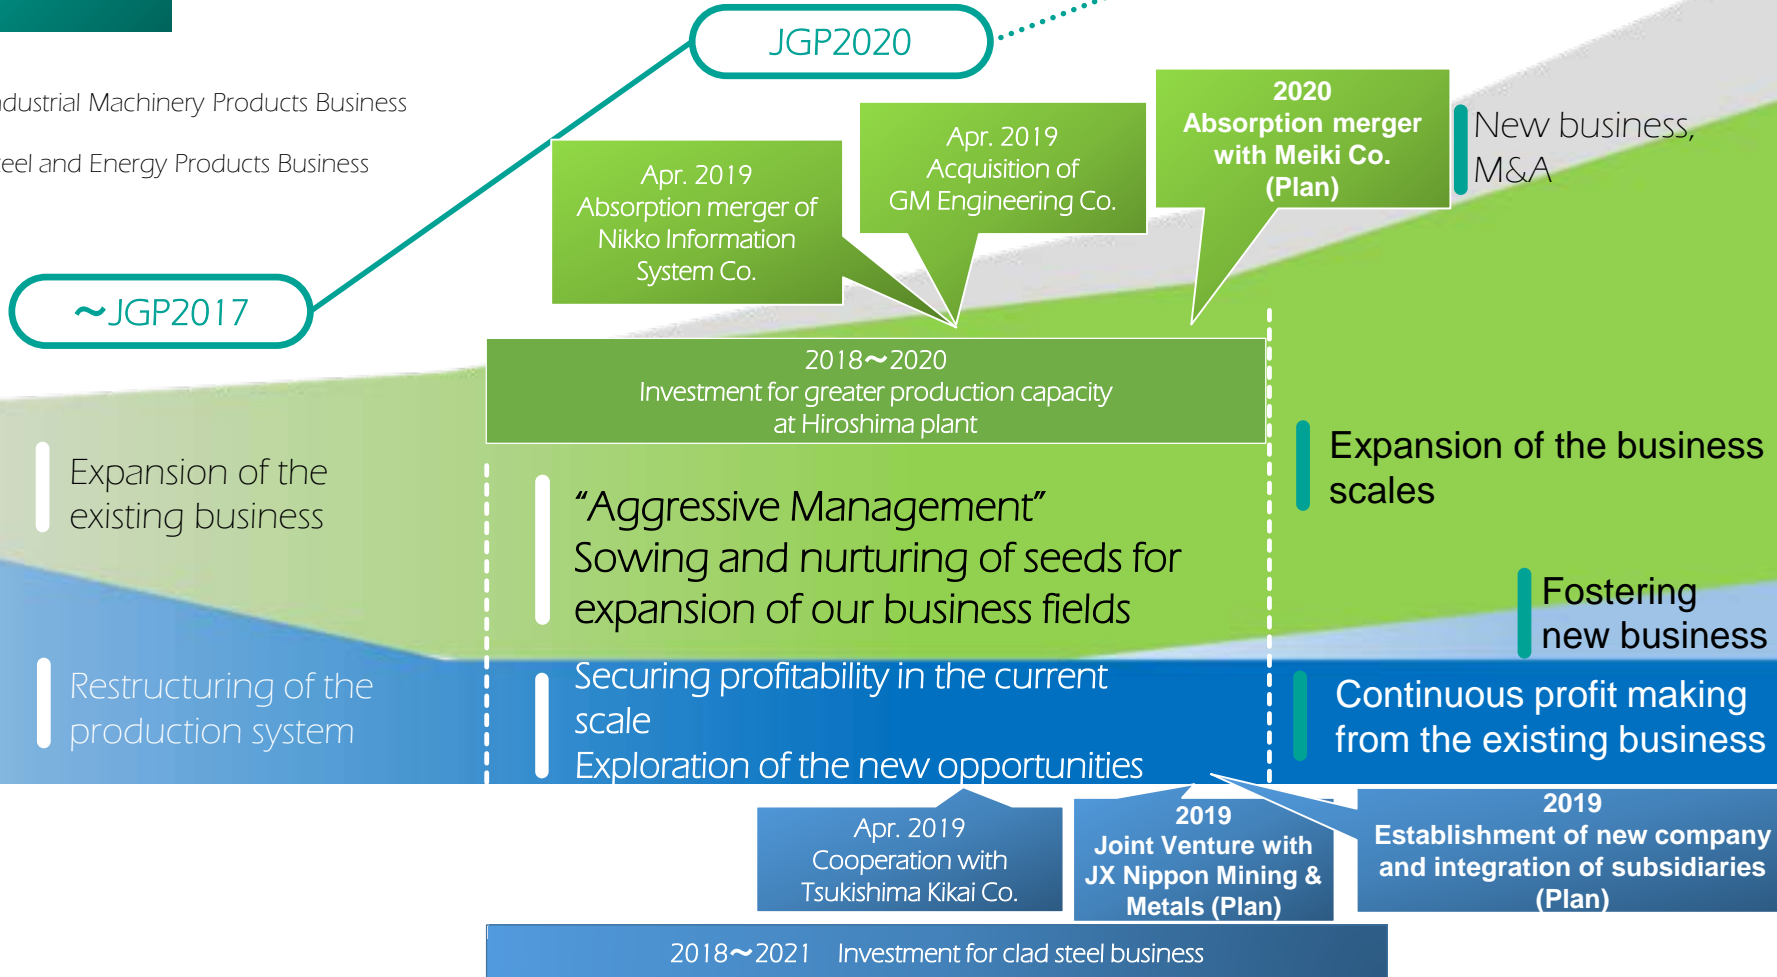 JGP2020
ndustrial Machinery Products Business
eel and Energy Products Business
~JGP2017
Apr. 2019
Absorption merger of
Nikko Information
System Co.
Apr. 2019
Acquisition of
GM Engineering Co.
2020
Absorption merger
with Meiki Co.
(Plan)
New business,
M&A
2018~2020
Investment for greater production capacity
at Hiroshima plant
Expansion of the
existing business
"Aggressive Management"
Sowing and nurturing of seeds for
expansion of our business fields
Expansion of the business
scales
Fostering
new business
Restructuring of the
production system
Securing profitability in the current
scale
Exploration of the new opportunities
Continuous profit making
from the existing business
Apr. 2019
Cooperation with
Tsukishima Kikai Co.
2019
Joint Venture with
JX Nippon Mining &
Metals (Plan)
2019
Establishment of new company
and integration of subsidiaries
(Plan)
2018~2021 Investment for clad steel business